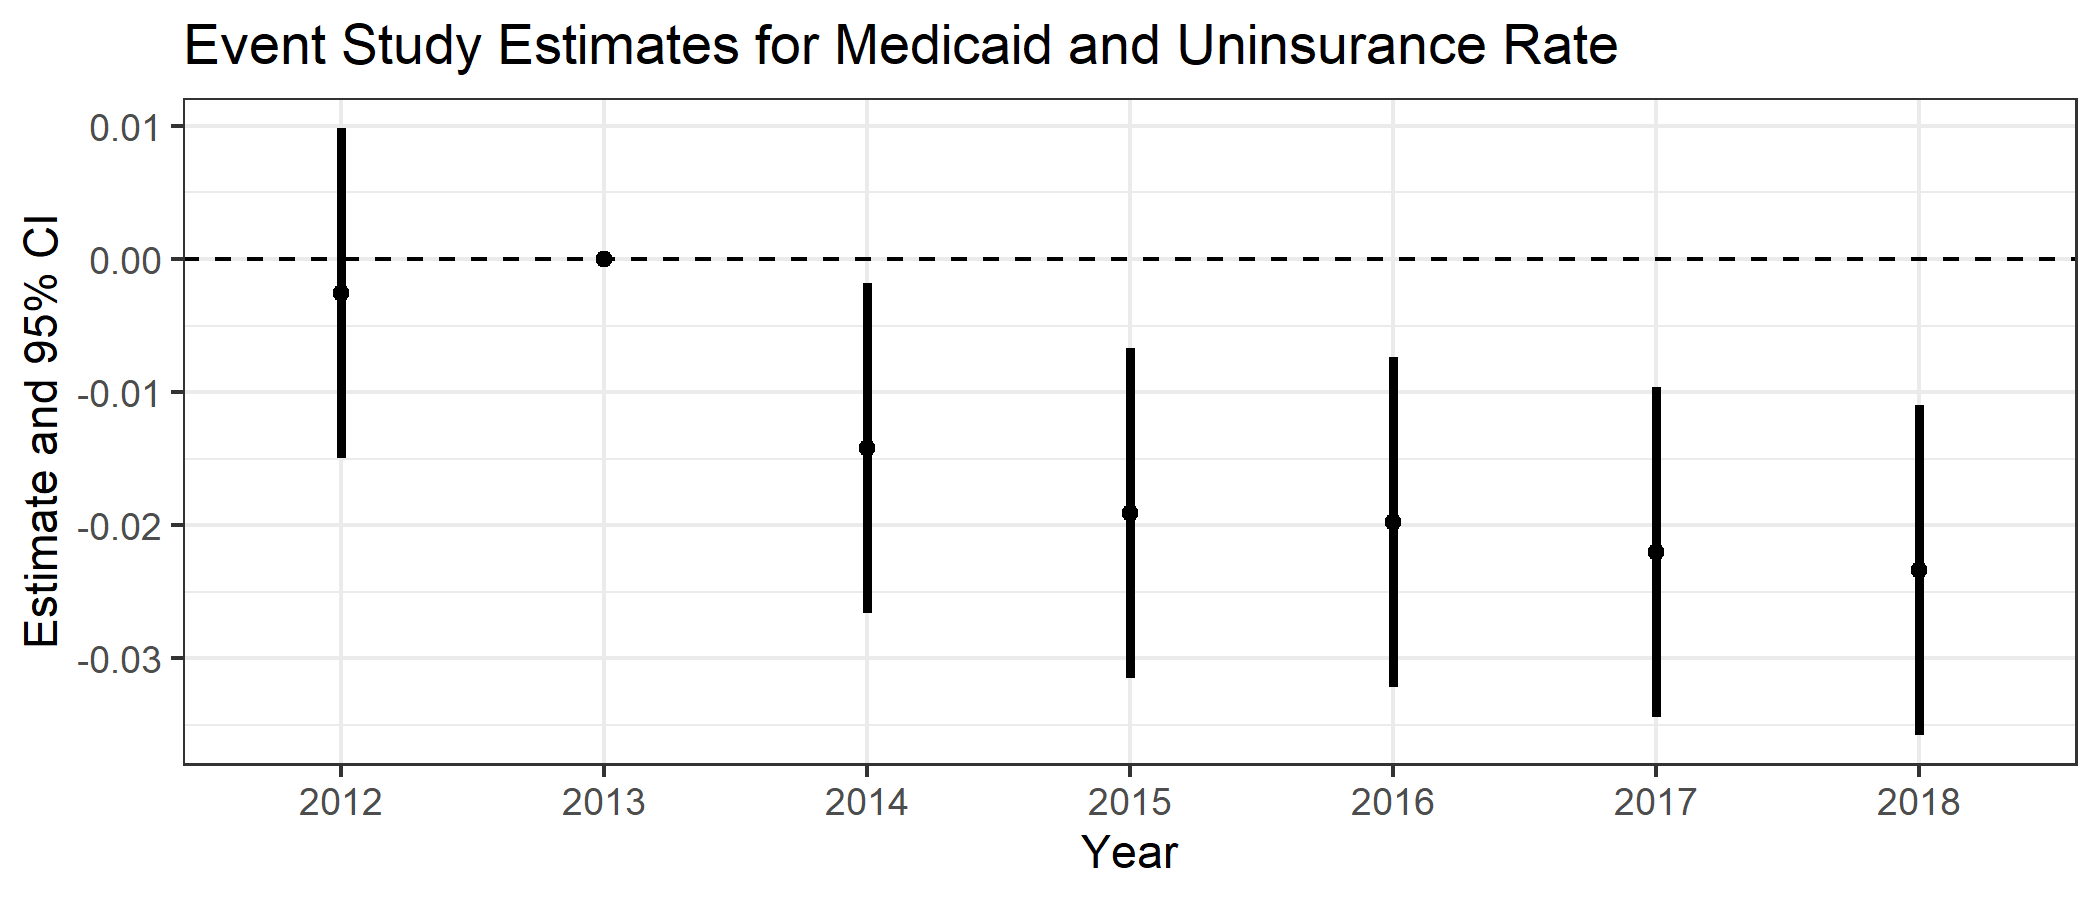 Event Study Estimates for Medicaid and Uninsurance Rate
Estimate and 95% CI
0.01
0.00
-0.01
-0.02
-0.03
2012 2013 2014 2015 2016 2017 2018
Year